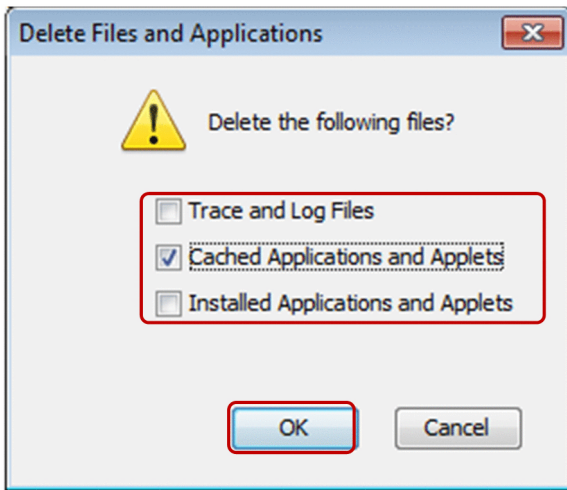 Delete Files and Applications
Delete the following files?
Trace and Log Files
Cached Applications and Applets
Installed Applications and Applets
OK Cancel